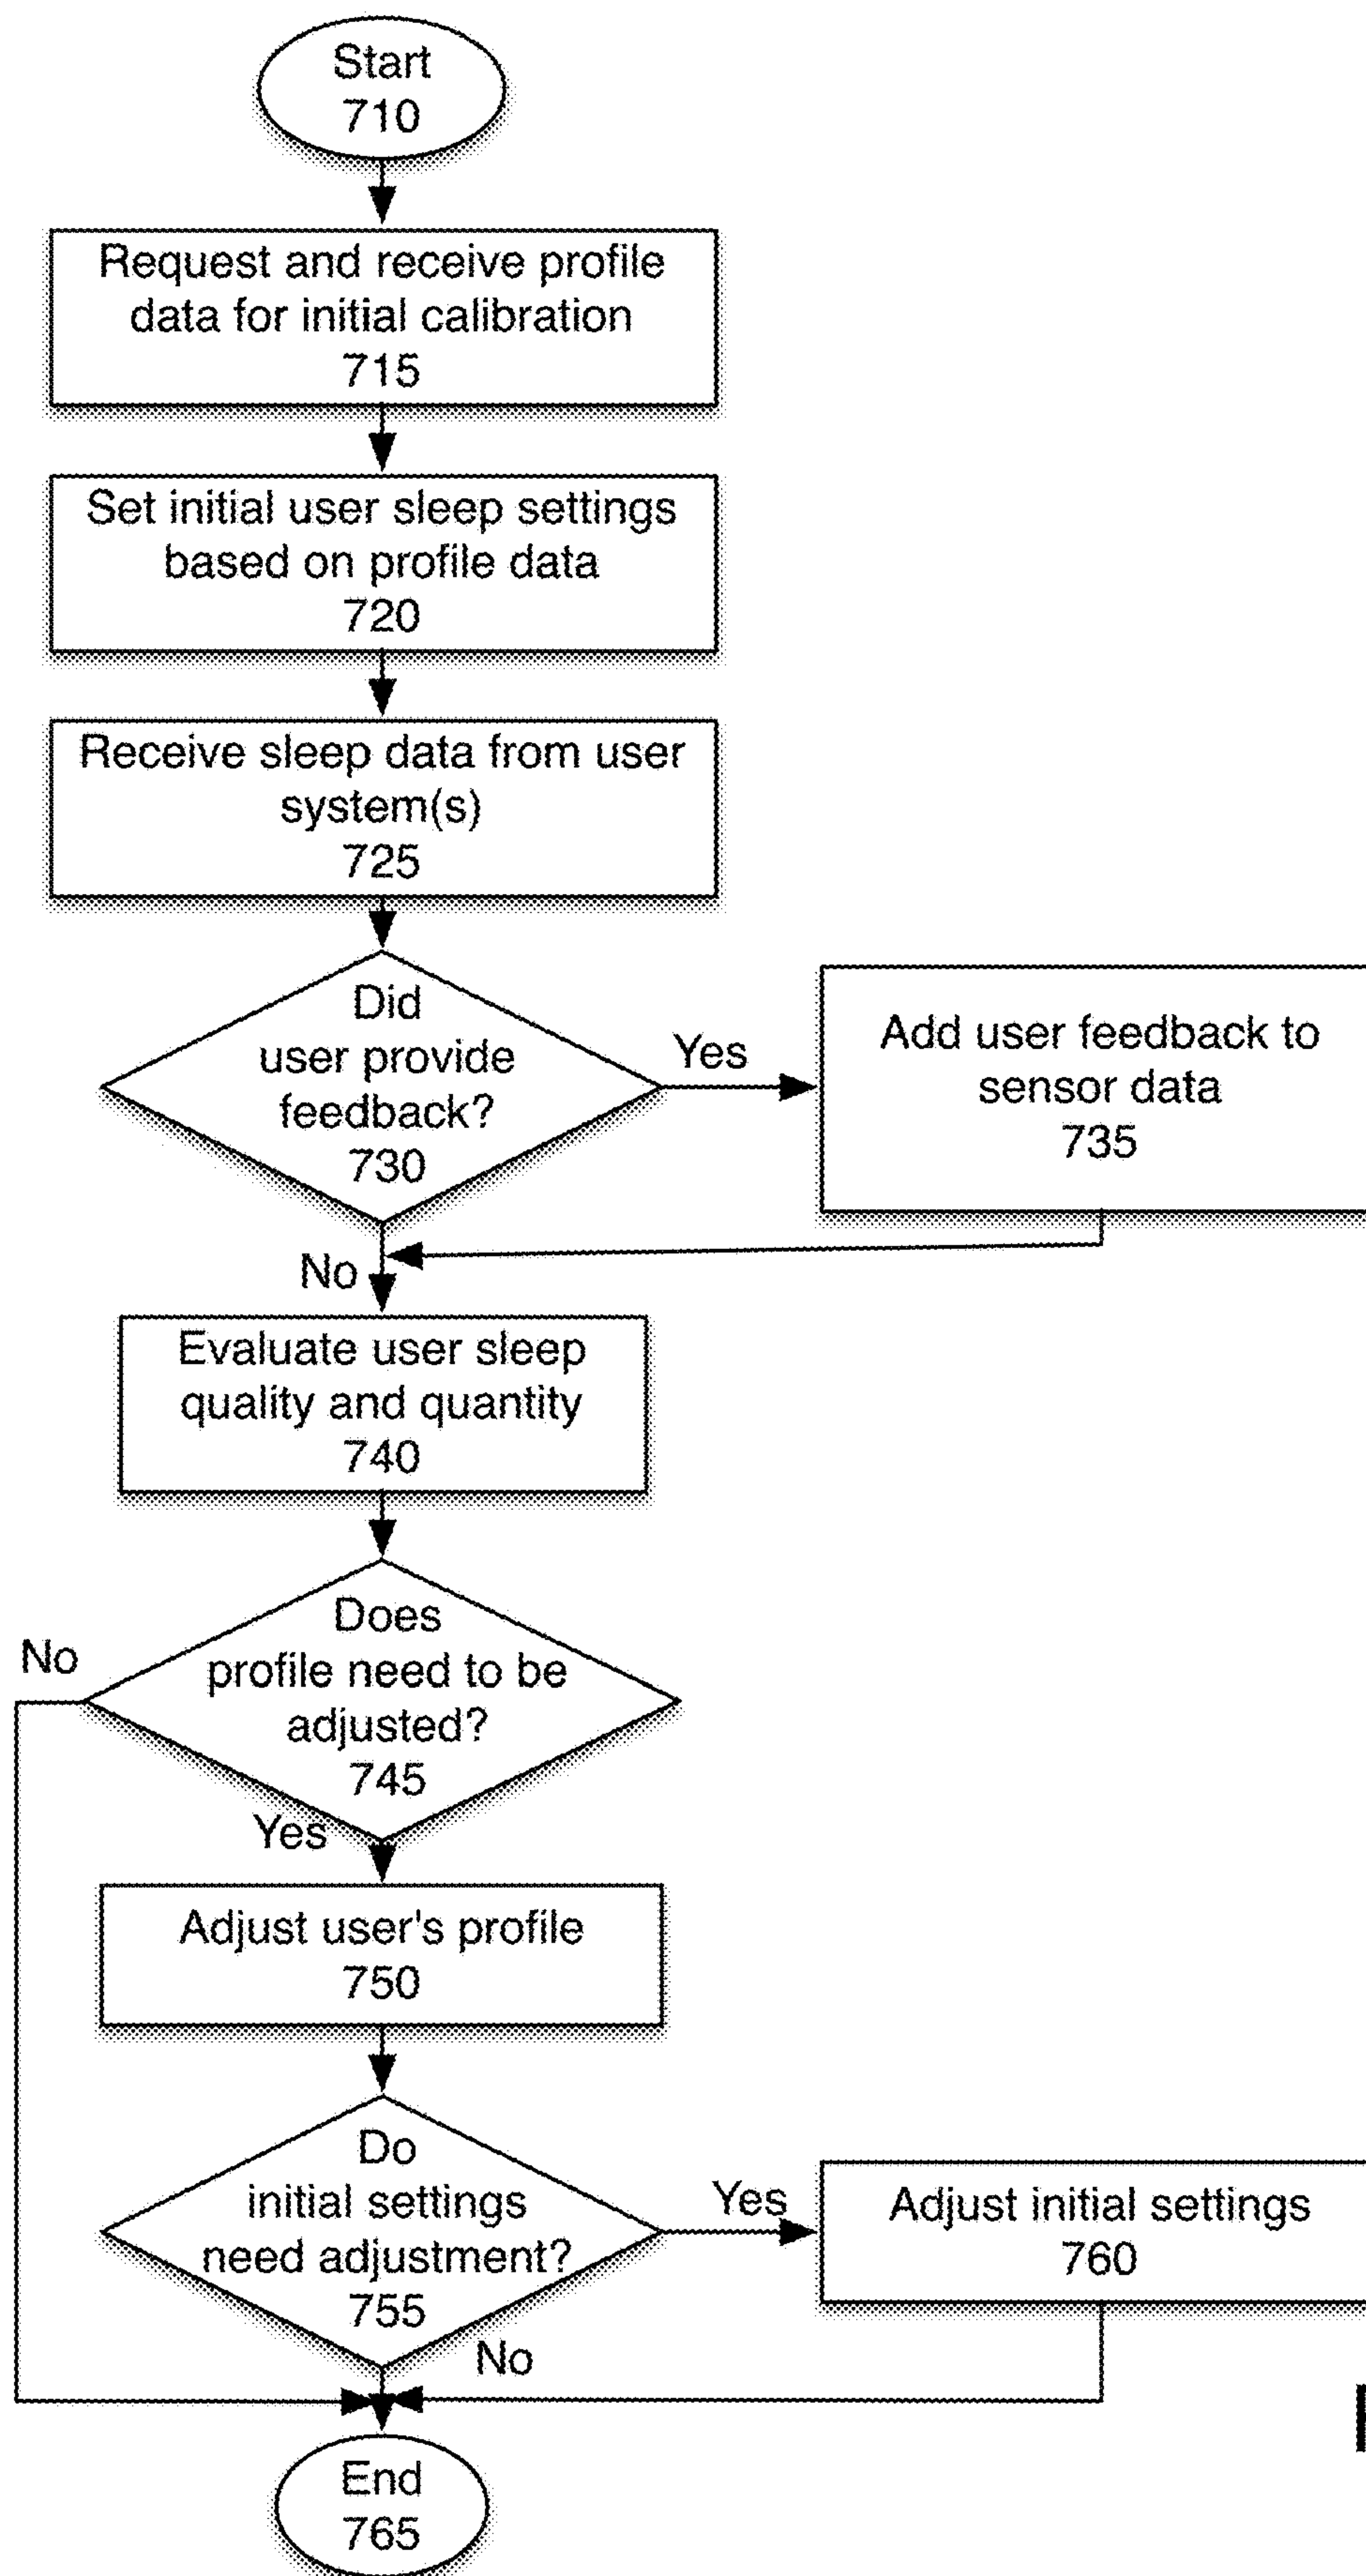 Start
710
Request and receive profile
data for initial calibration
715
Set initial user sleep settings
based on profile data
720
Receive sleep data from user
system(s)
725
Did
user provide
feedback?
730
Yes
Add user feedback to
sensor data
735
No
Evaluate user sleep
quality and quantity
740
Does
profile need to be
adjusted?
745
No
Yes
Adjust user's profile
750
Do
initial settings
need adjustment?
755
Yes
Adjust initial settings
760
No
End
765